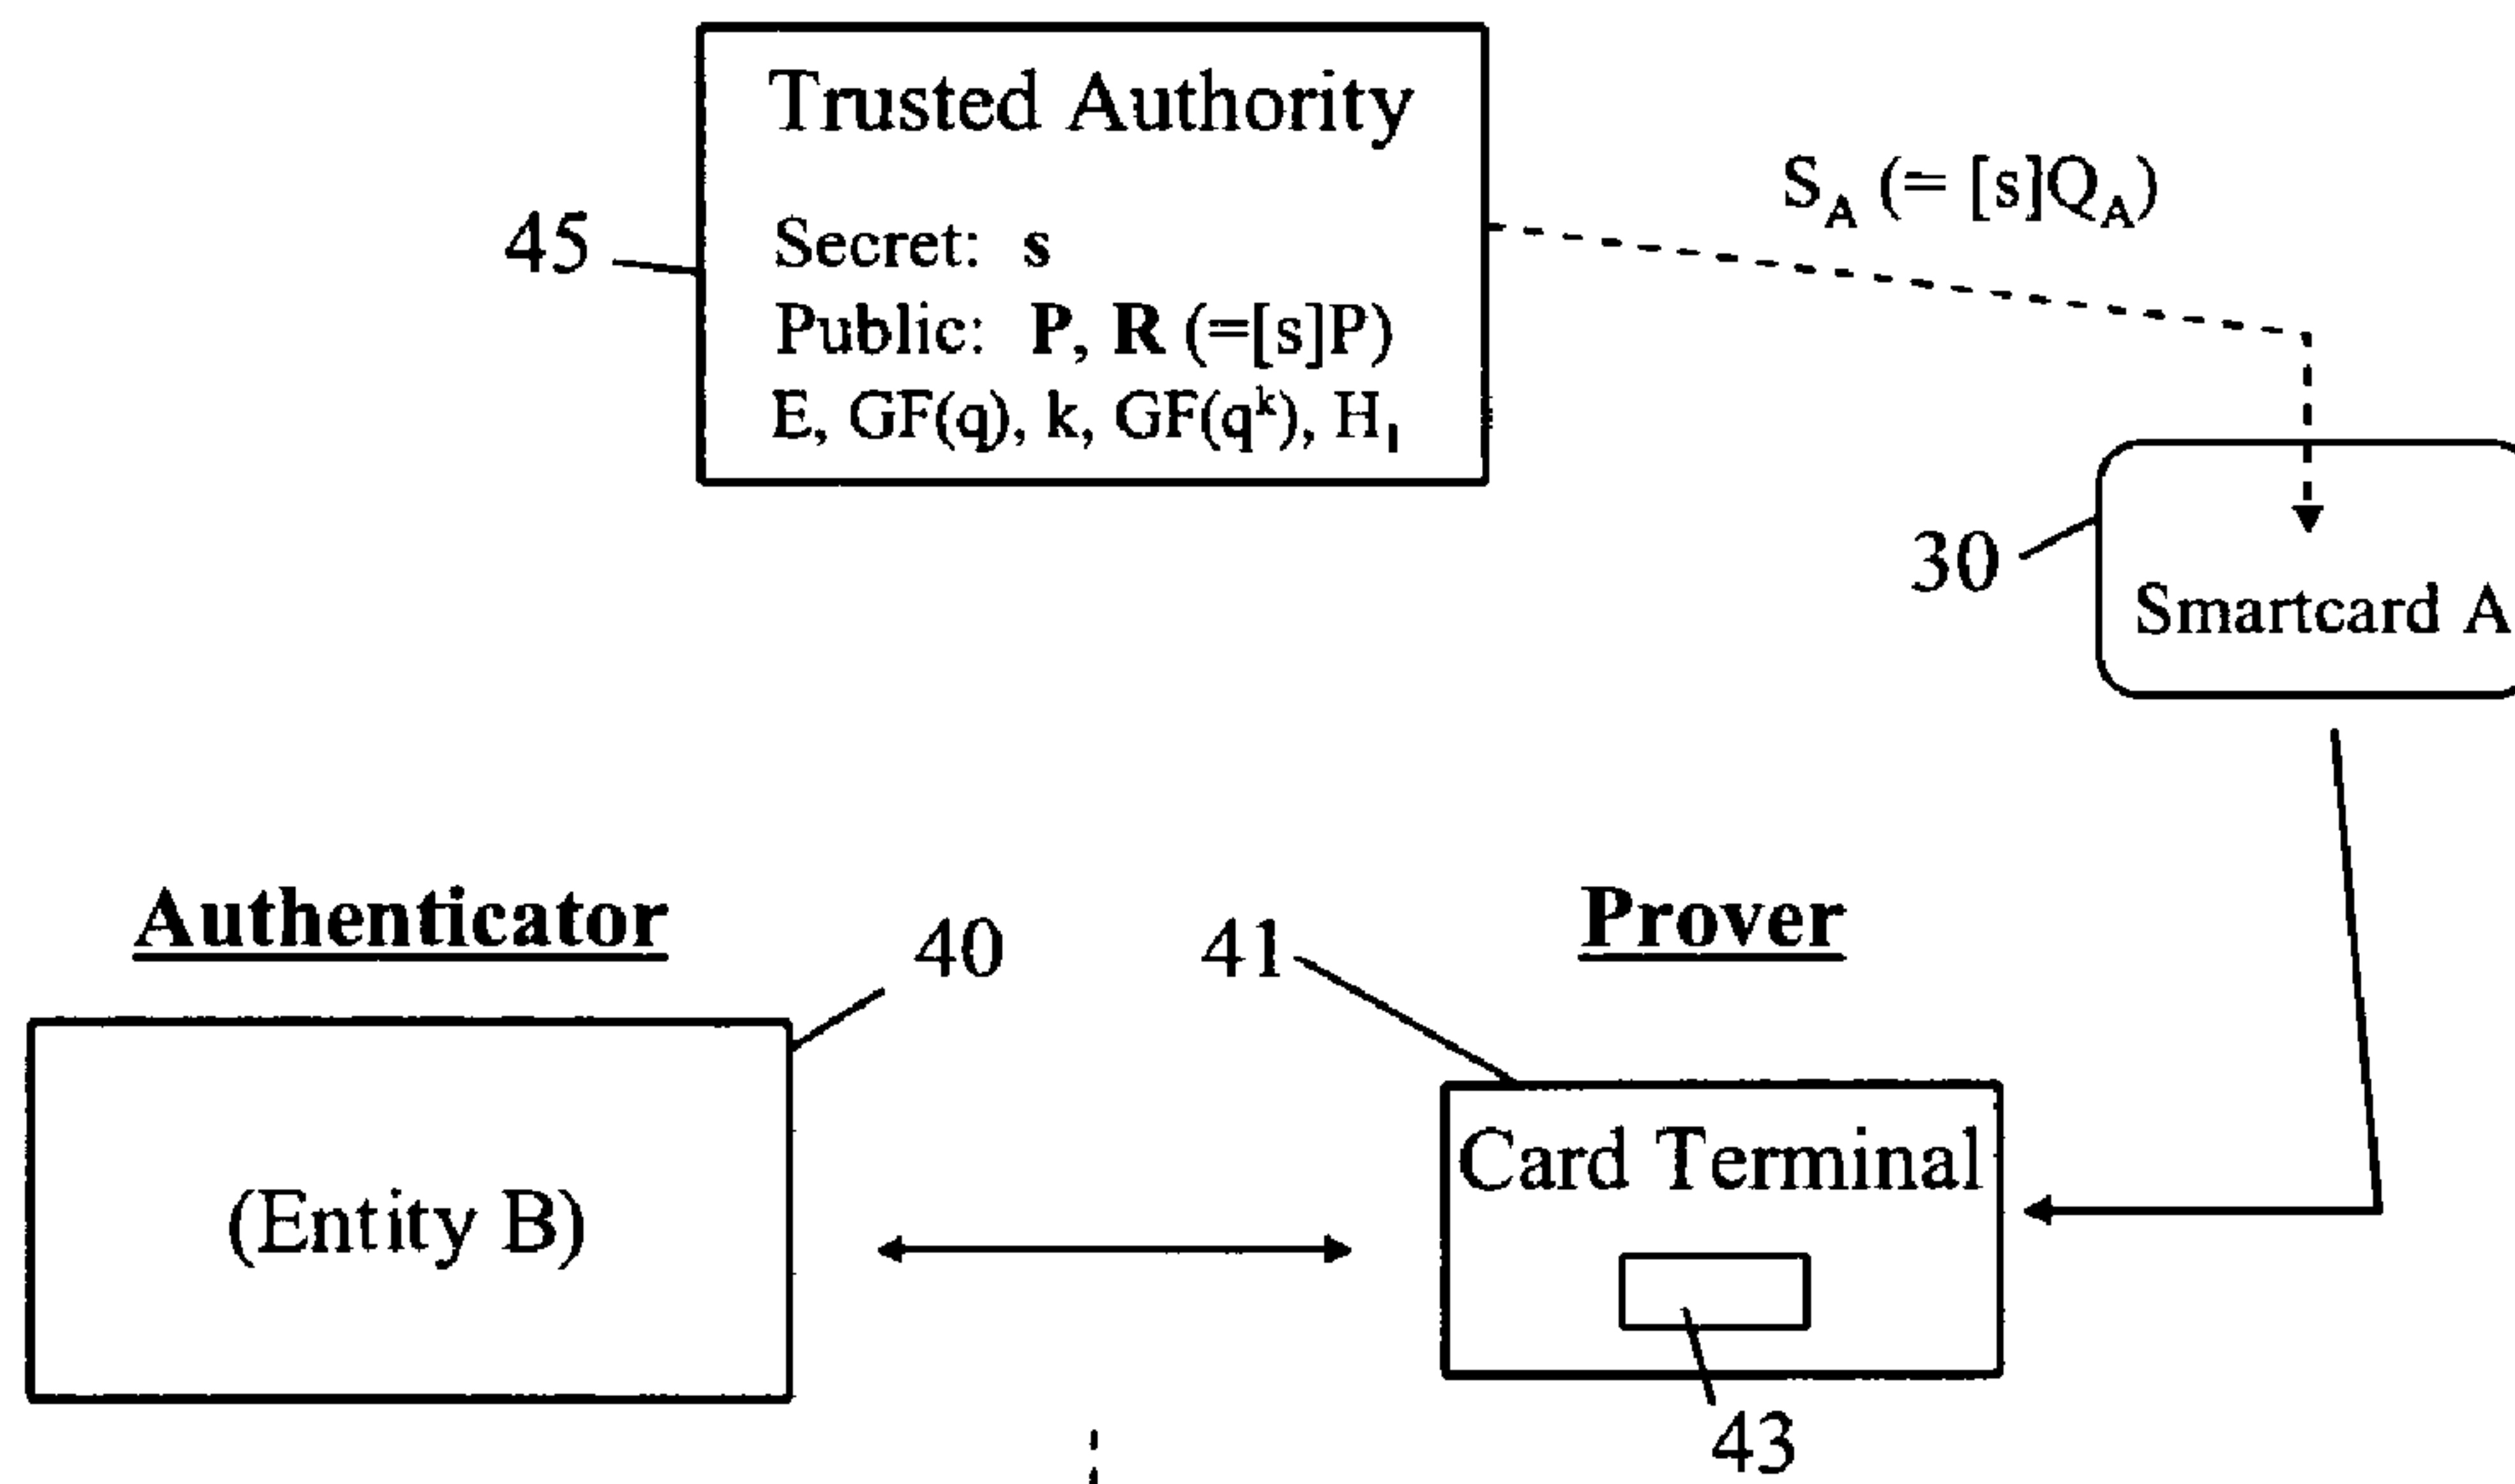 Trusted Authority
45
Secret: s
Public: P, R (=[s]P)
E, GF(q), k, GF(q^k), H₁
S_A (= [s]Q_A)
30
Smartcard A
Authenticator
40
41
Prover
(Entity B)
Card Terminal
43